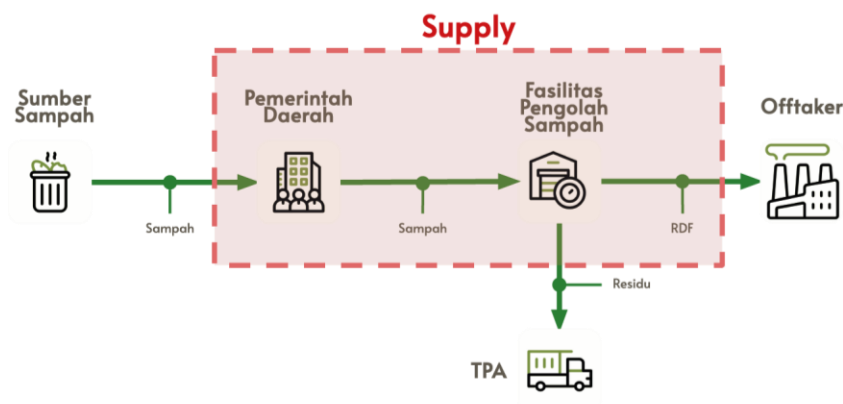 Supply
Sumber
Sampah
Pemerintah
Daerah
Fasilitas
Pengolah
Sampah
Offtaker
Sampah
Sampah
RDF
Residu
TPA